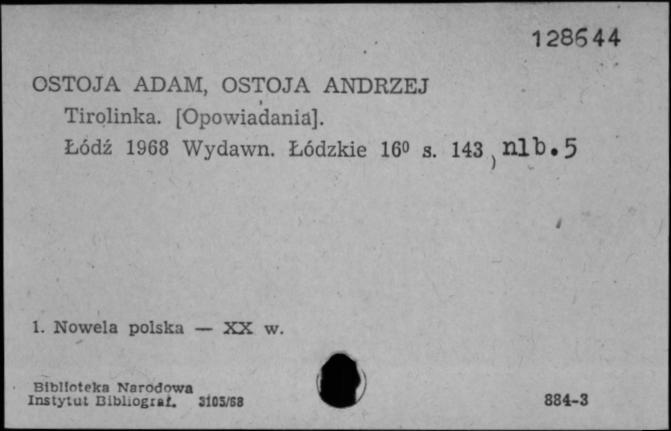 128644
OSTOJA ADAM, OSTOJA ANDRZEJ
Tirolinka. [Opowiadania].
Łódź 1968 Wydawn. Łódzkie 16⁰ s. 143, nlb. 5
1. Nowela polska — XX w.
Biblioteka Narodowa
Instytut Bibliograf. 3103/68
884-3